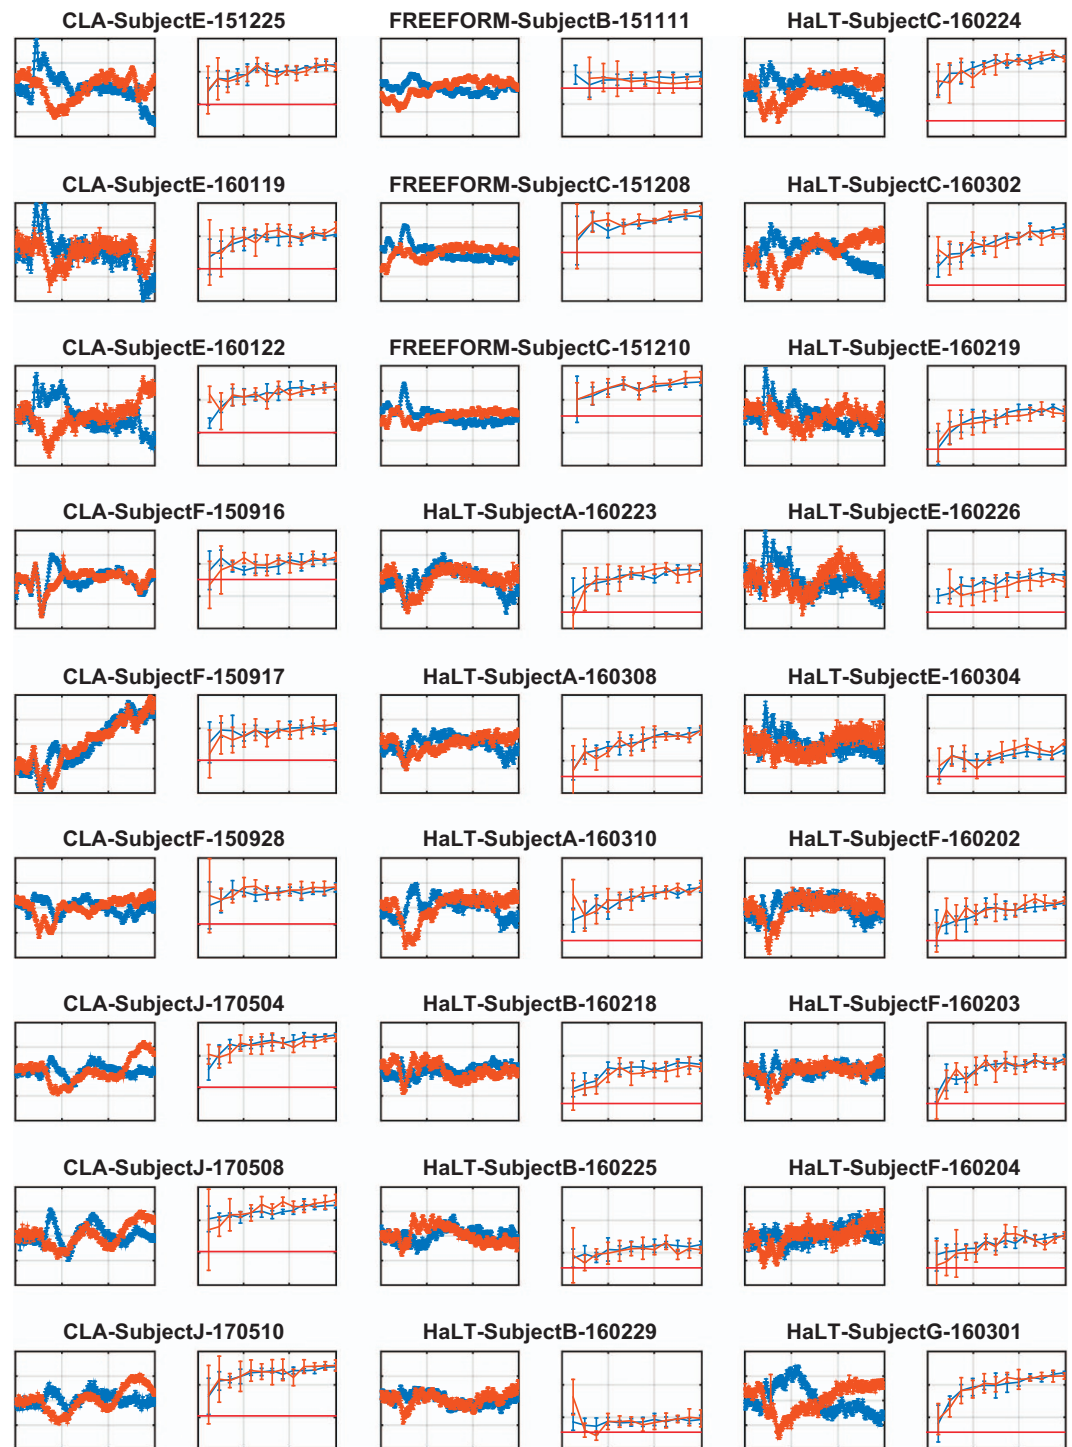 CLA-SubjectE-151225 FREEFORM-SubjectB-151111 HaLT-SubjectC-160224
CLA-SubjectE-160119 FREEFORM-SubjectC-151208 HaLT-SubjectC-160302
CLA-SubjectE-160122 FREEFORM-SubjectC-151210 HaLT-SubjectE-160219
CLA-SubjectF-150916 HaLT-SubjectA-160223 HaLT-SubjectE-160226
CLA-SubjectF-150917 HaLT-SubjectA-160308 HaLT-SubjectE-160304
CLA-SubjectF-150928 HaLT-SubjectA-160310 HaLT-SubjectF-160202
CLA-SubjectJ-170504 HaLT-SubjectB-160218 HaLT-SubjectF-160203
CLA-SubjectJ-170508 HaLT-SubjectB-160225 HaLT-SubjectF-160204
CLA-SubjectJ-170510 HaLT-SubjectB-160229 HaLT-SubjectG-160301